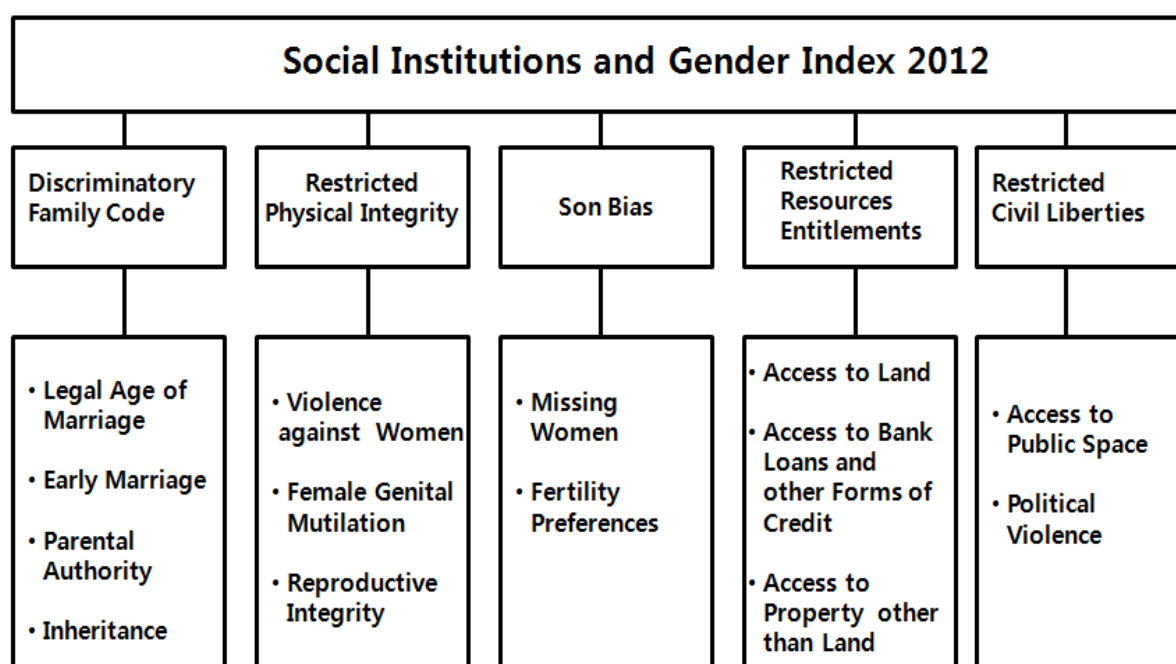 Social Institutions and Gender Index 2012
Discriminatory
Family Code
Restricted
Physical Integrity
Son Bias
Restricted
Resources
Entitlements
Restricted
Civil Liberties
• Legal Age of
Marriage
• Early Marriage
• Parental
Authority
• Inheritance
• Violence
against Women
• Female Genital
Mutilation
• Reproductive
Integrity
• Missing
Women
• Fertility
Preferences
• Access to Land
• Access to Bank
Loans and
other Forms of
Credit
• Access to
Property other
than Land
• Access to
Public Space
• Political
Violence